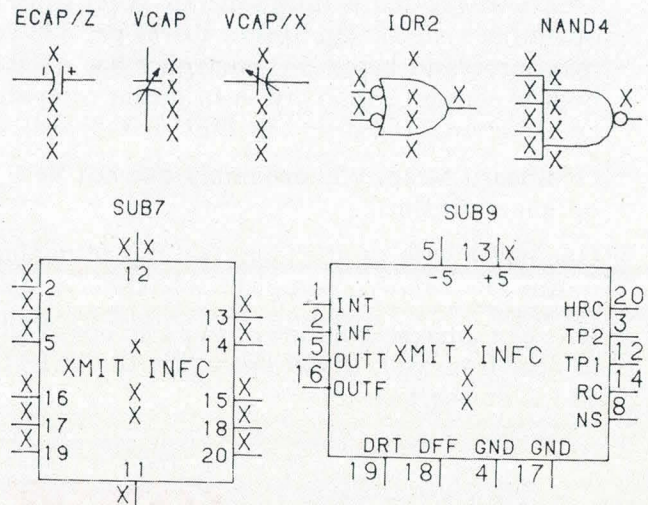 ECAP/Z VCAP VCAP/X IOR2 NAND4
X X X X X
- + X X X X X X
X X X X X X X X
X X X X X X
X X X X X
SUB7 SUB9
X X 5 13 X
12 -5 +5
X 2
X 1 13 X
5 14 X
X
XMIT INFC
X
X 16 X 15 X
X 17 18 X
19 20
11
X
1 INT HRC 20
2 INF TP2 3
15 OUTT X TP1 12
16 OUTF XMIT INFC RC 14
X NS 8
X
DRT DFF GND GND
19 18 4 17